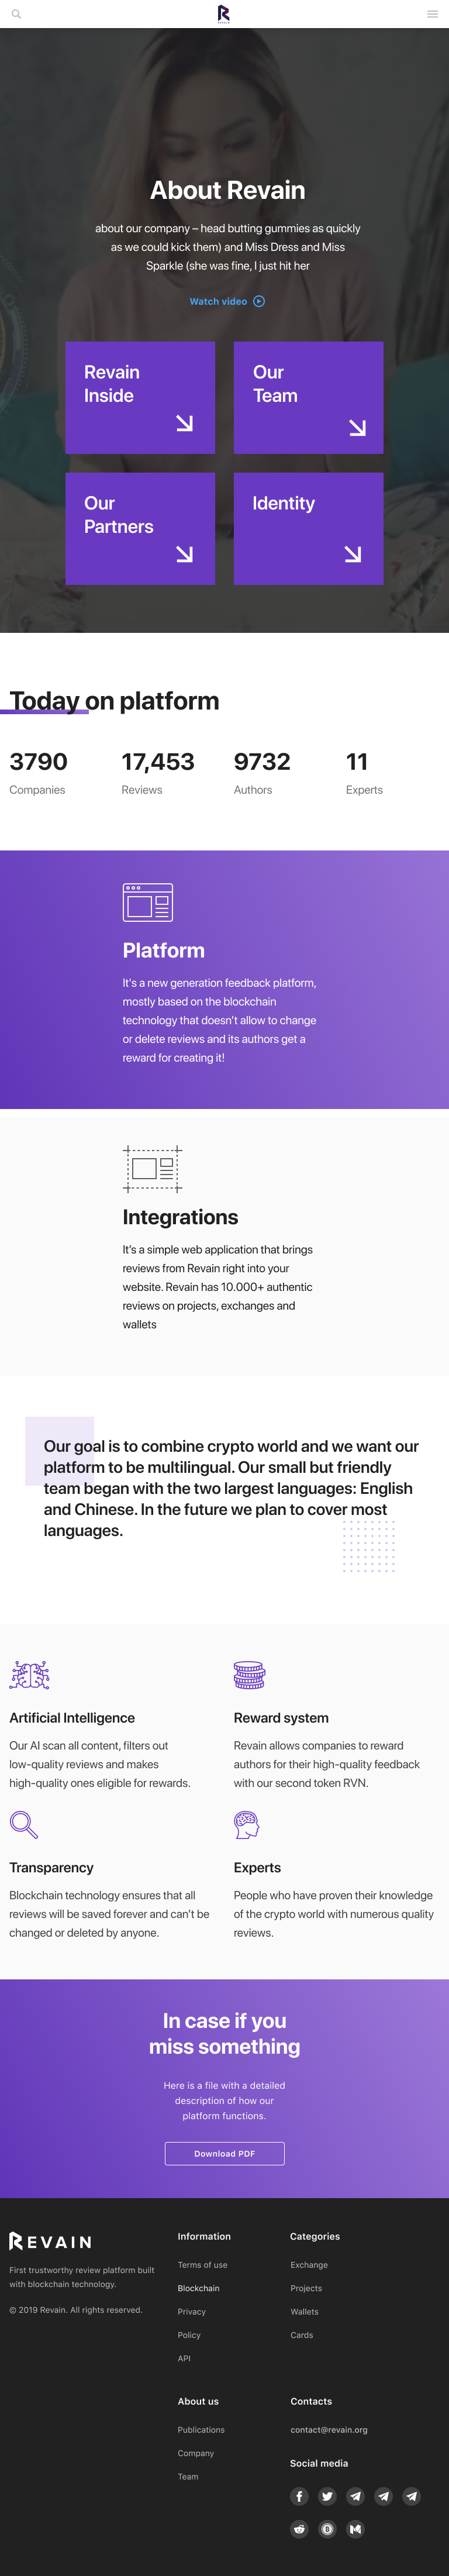 REVAIN
About Revain
about our company – head butting gummies as quickly
as we could kick them) and Miss Dress and Miss
Sparkle (she was fine, I just hit her
Watch video
Revain
Inside
Our
Team
Our
Partners
Identity
Today on platform
3790
Companies
17,453
Reviews
9732
Authors
11
Experts
Platform
It's a new generation feedback platform,
mostly based on the blockchain
technology that doesn’t allow to change
or delete reviews and its authors get a
reward for creating it!
Integrations
It’s a simple web application that brings
reviews from Revain right into your
website. Revain has 10.000+ authentic
reviews on projects, exchanges and
wallets
Our goal is to combine crypto world and we want our
platform to be multilingual. Our small but friendly
team began with the two largest languages: English
and Chinese. In the future we plan to cover most
languages.
Artificial Intelligence
Our AI scan all content, filters out
low-quality reviews and makes
high-quality ones eligible for rewards.
Reward system
Revain allows companies to reward
authors for their high-quality feedback
with our second token RVN.
Transparency
Blockchain technology ensures that all
reviews will be saved forever and can’t be
changed or deleted by anyone.
Experts
People who have proven their knowledge
of the crypto world with numerous quality
reviews.
In case if you
miss something
Here is a file with a detailed
description of how our
platform functions.
Download PDF
REVAIN
First trustworthy review platform built
with blockchain technology.
© 2019 Revain. All rights reserved.
Information
Terms of use
Blockchain
Privacy
Policy
API
Categories
Exchange
Projects
Wallets
Cards
About us
Publications
Company
Team
Contacts
contact@revain.org
Social media